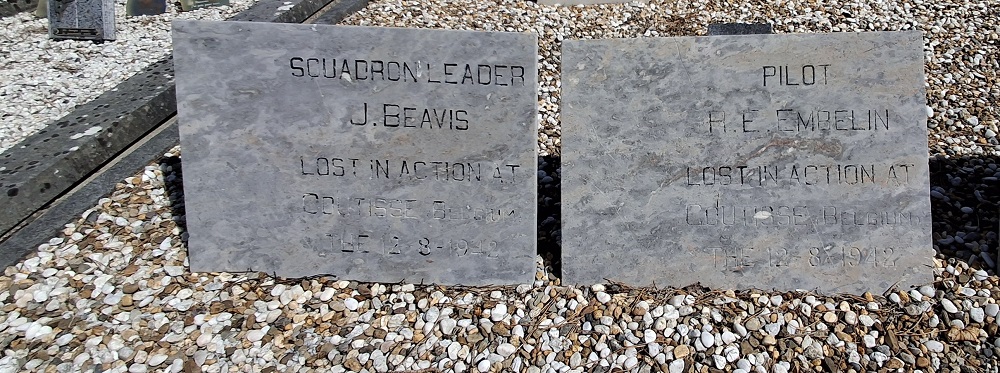 SQUADRON LEADER
J. BEAVIS
LOST IN ACTION AT
COUTISSE BELGIUM
THE 12-8-1942
PILOT
R. E. EMBELIN
LOST IN ACTION AT
COUTISSE, BELGIUM
THE 12-8-1942